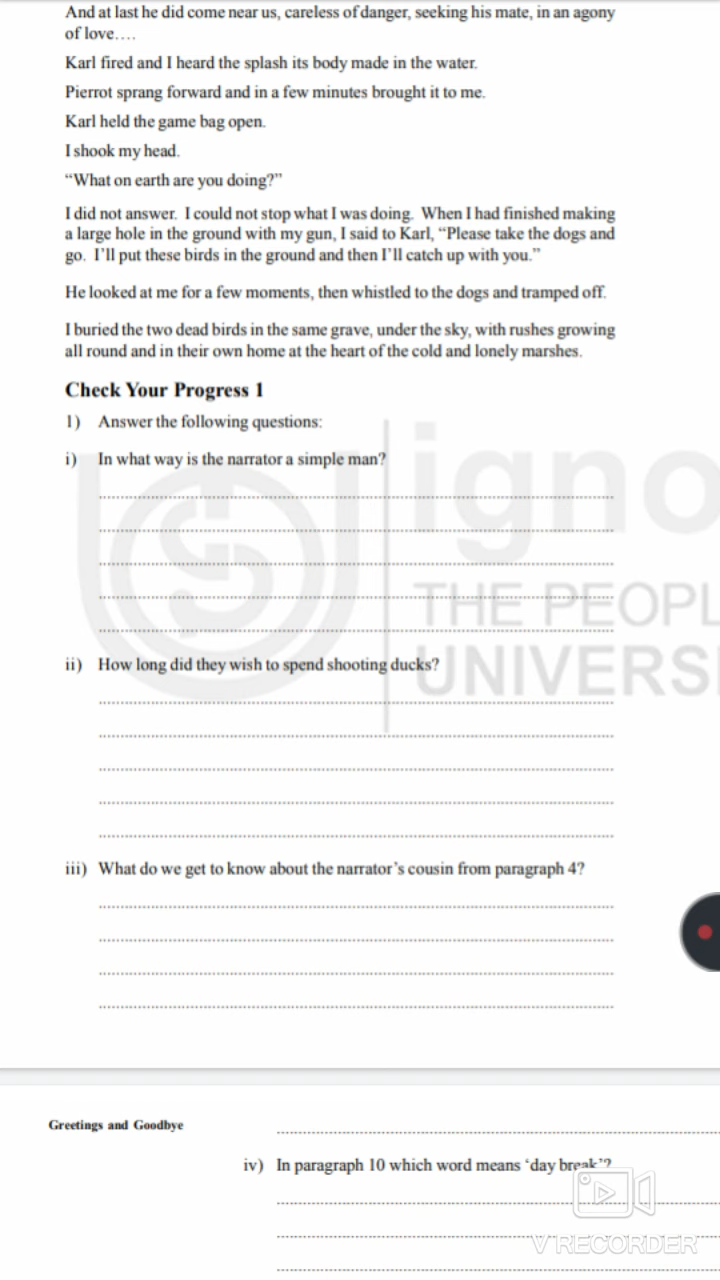 And at last he did come near us, careless of danger, seeking his mate, in an agony
of love….
Karl fired and I heard the splash its body made in the water.
Pierrot sprang forward and in a few minutes brought it to me.
Karl held the game bag open.
I shook my head.
“What on earth are you doing?”
I did not answer. I could not stop what I was doing. When I had finished making
a large hole in the ground with my gun, I said to Karl, “Please take the dogs and
go. I’ll put these birds in the ground and then I’ll catch up with you.”
He looked at me for a few moments, then whistled to the dogs and tramped off.
I buried the two dead birds in the same grave, under the sky, with rushes growing
all round and in their own home at the heart of the cold and lonely marshes.
Check Your Progress 1
1) Answer the following questions:
i) In what way is the narrator a simple man?
igno
THE PEOPL
UNIVERS
ii) How long did they wish to spend shooting ducks?
iii) What do we get to know about the narrator’s cousin from paragraph 4?
Greetings and Goodbye
iv) In paragraph 10 which word means ‘day break’?
V RECORDER